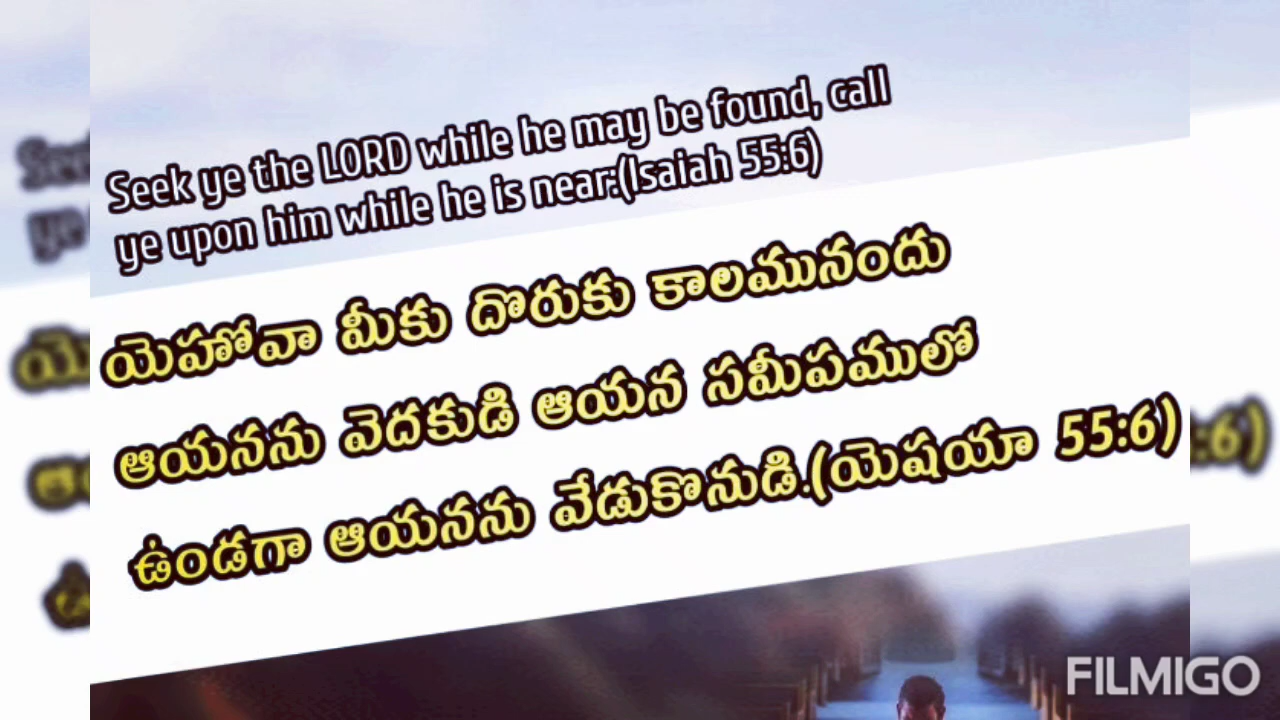 Seek ye the LORD while he may be found, call
ye upon him while he is near:(Isaiah 55:6)
యెహోవా మీకు దొరుకు కాలమునందు
ఆయనను వెదకుడి ఆయన సమీపములో
ఉండగా ఆయనను వేడుకొనుడి.(యెషయా 55:6)
FILMIGO